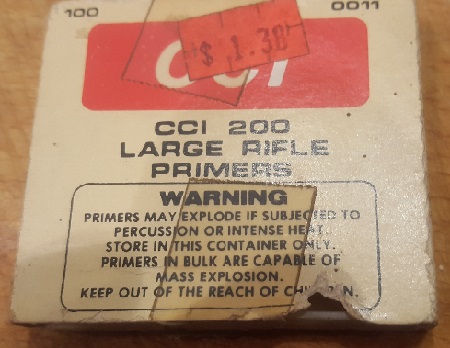 100 0011
$ 1.38
CCI
CCI 200
LARGE RIFLE
PRIMERS
WARNING
PRIMERS MAY EXPLODE IF SUBJECTED TO
PERCUSSION OR INTENSE HEAT.
STORE IN THIS CONTAINER ONLY.
PRIMERS IN BULK ARE CAPABLE OF
MASS EXPLOSION.
KEEP OUT OF THE REACH OF